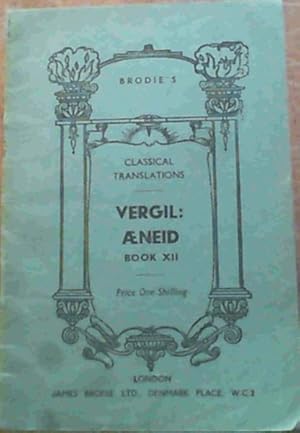 BRODIE'S
CLASSICAL
TRANSLATIONS
VERGIL:
ÆNEID
BOOK XII
Price One Shilling
LONDON
JAMES BRODIE LTD., DENMARK PLACE, W.C.2